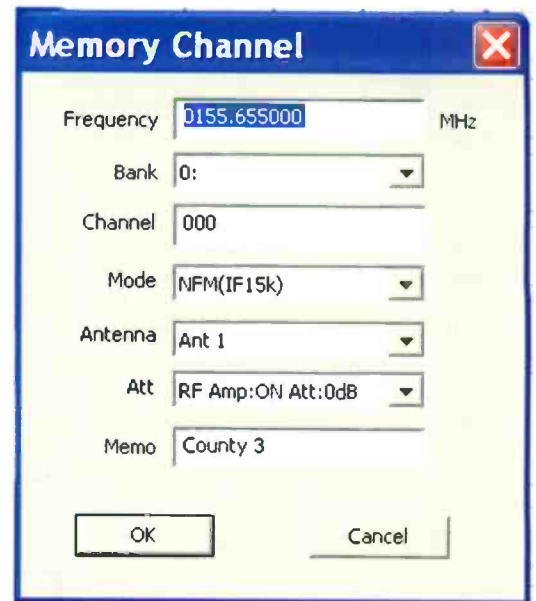 Memory Channel
Frequency 0155.655000 MHz
Bank 0:
Channel 000
Mode NFM(IF15k)
Antenna Ant 1
Att RF Amp:ON Att:0dB
Memo County 3
OK Cancel